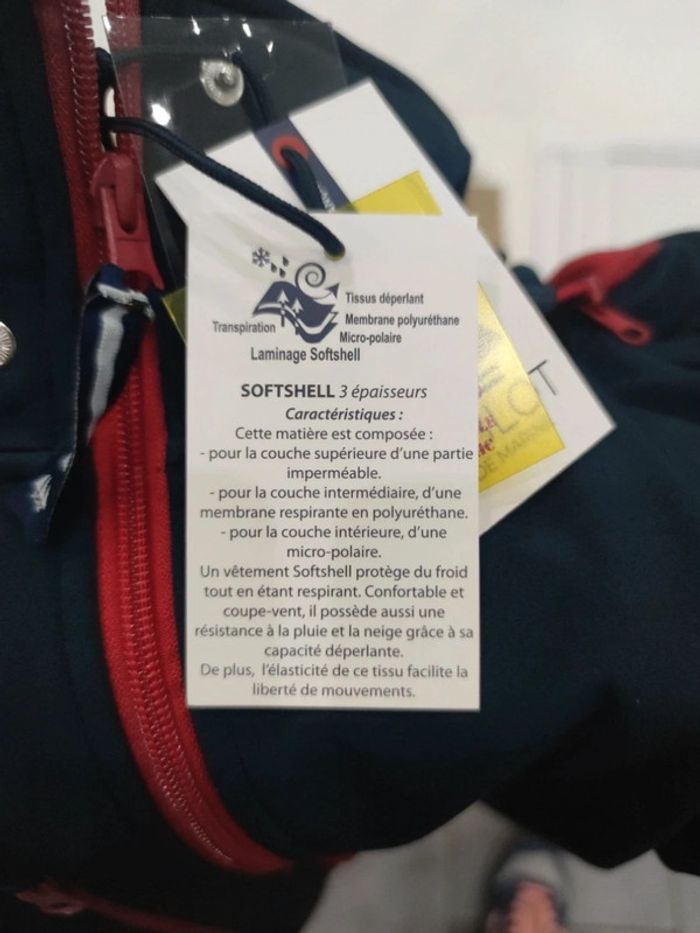 Tissus déperlant
Membrane polyuréthane
Transpiration
Micro-polaire
Laminage Softshell
SOFTSHELL 3 épaisseurs
Caractéristiques :
Cette matière est composée :
- pour la couche supérieure d'une partie
imperméable.
- pour la couche intermédiaire, d'une
membrane respirante en polyuréthane.
- pour la couche intérieure, d'une
micro-polaire.
Un vêtement Softshell protège du froid
tout en étant respirant. Confortable et
coupe-vent, il possède aussi une
résistance à la pluie et la neige grâce à sa
capacité déperlante.
De plus, l'élasticité de ce tissu facilite la
liberté de mouvements.